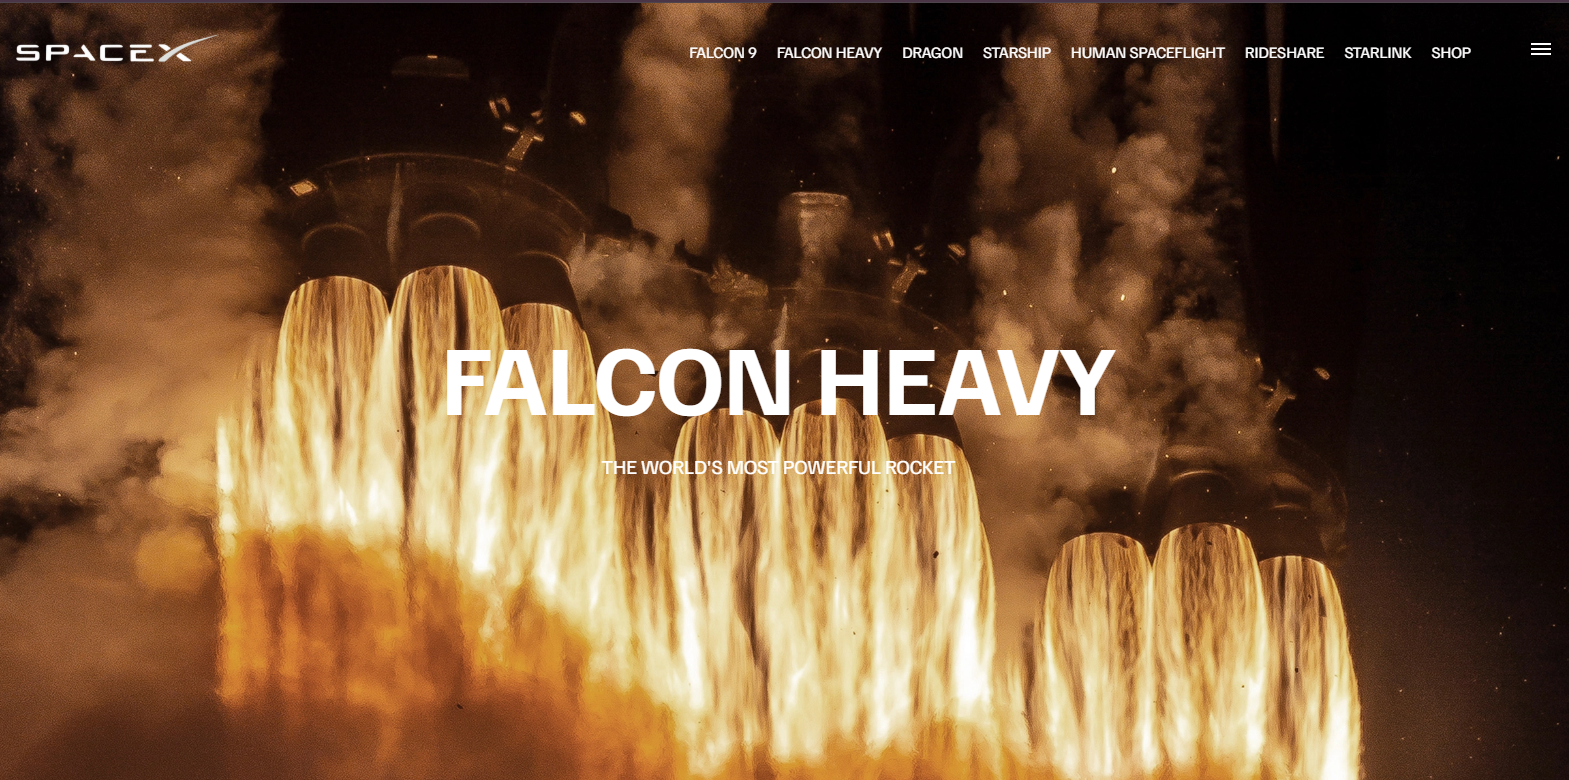 SPACEX
FALCON 9 FALCON HEAVY DRAGON STARSHIP HUMAN SPACEFLIGHT RIDESHARE STARLINK SHOP
FALCON HEAVY
THE WORLD'S MOST POWERFUL ROCKET